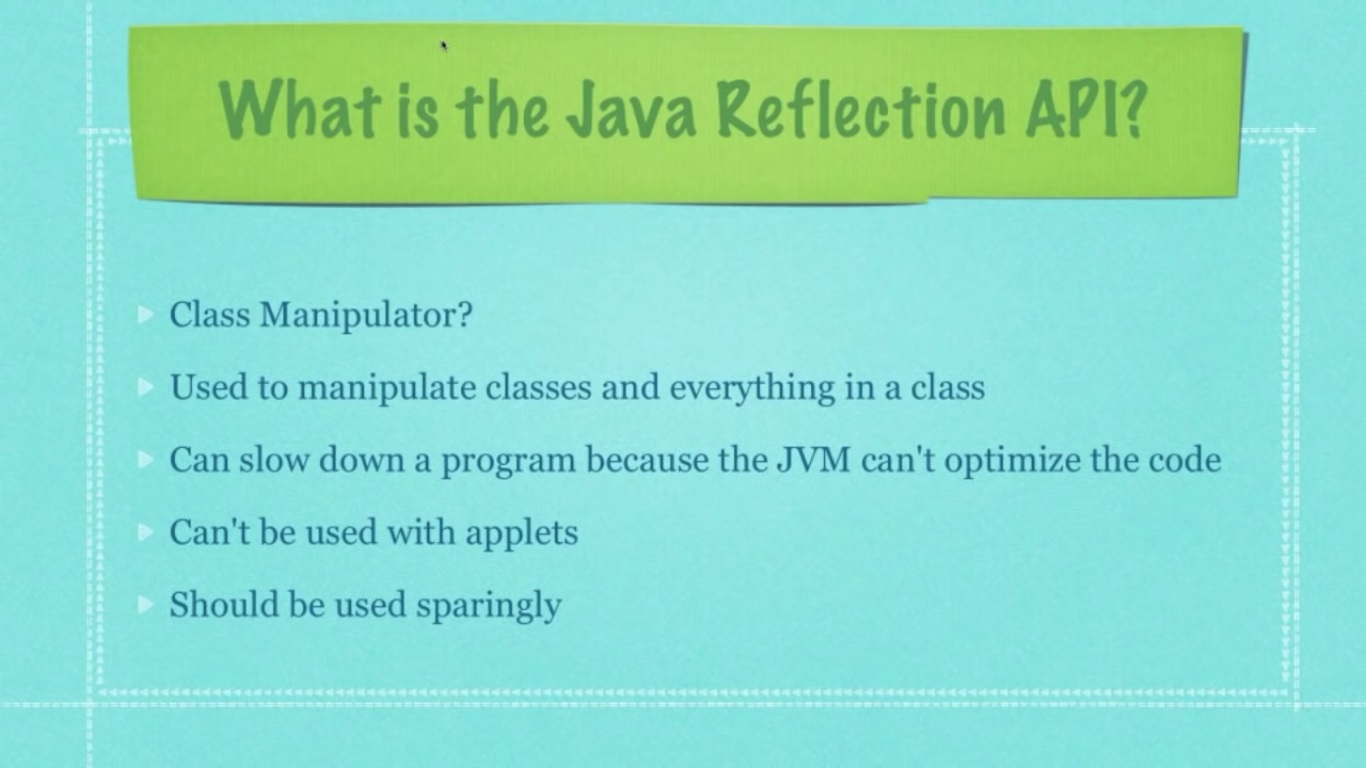 What is the Java Reflection API?
Class Manipulator?
Used to manipulate classes and everything in a class
Can slow down a program because the JVM can't optimize the code
Can't be used with applets
Should be used sparingly